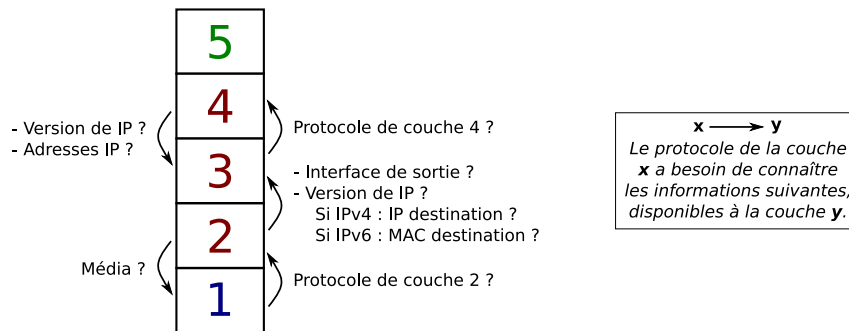 5
4
3
2
1
- Version de IP ?
- Adresses IP ?
Média ?
Protocole de couche 4 ?
- Interface de sortie ?
- Version de IP ?
Si IPv4 : IP destination ?
Si IPv6 : MAC destination ?
Protocole de couche 2 ?
x y
Le protocole de la couche
x a besoin de connaître
les informations suivantes,
disponibles à la couche y.